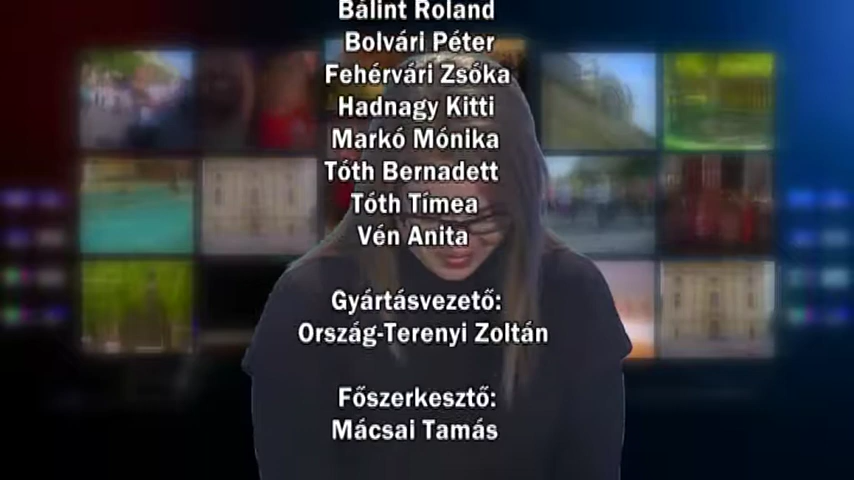 Bálint Roland
Bolvári Péter
Fehérvári Zsóka
Hadnagy Kitti
Markó Mónika
Tóth Bernadett
Tóth Tímea
Vén Anita
Gyártásvezető:
Ország-Terenyi Zoltán
Főszerkesztő:
Mácsai Tamás